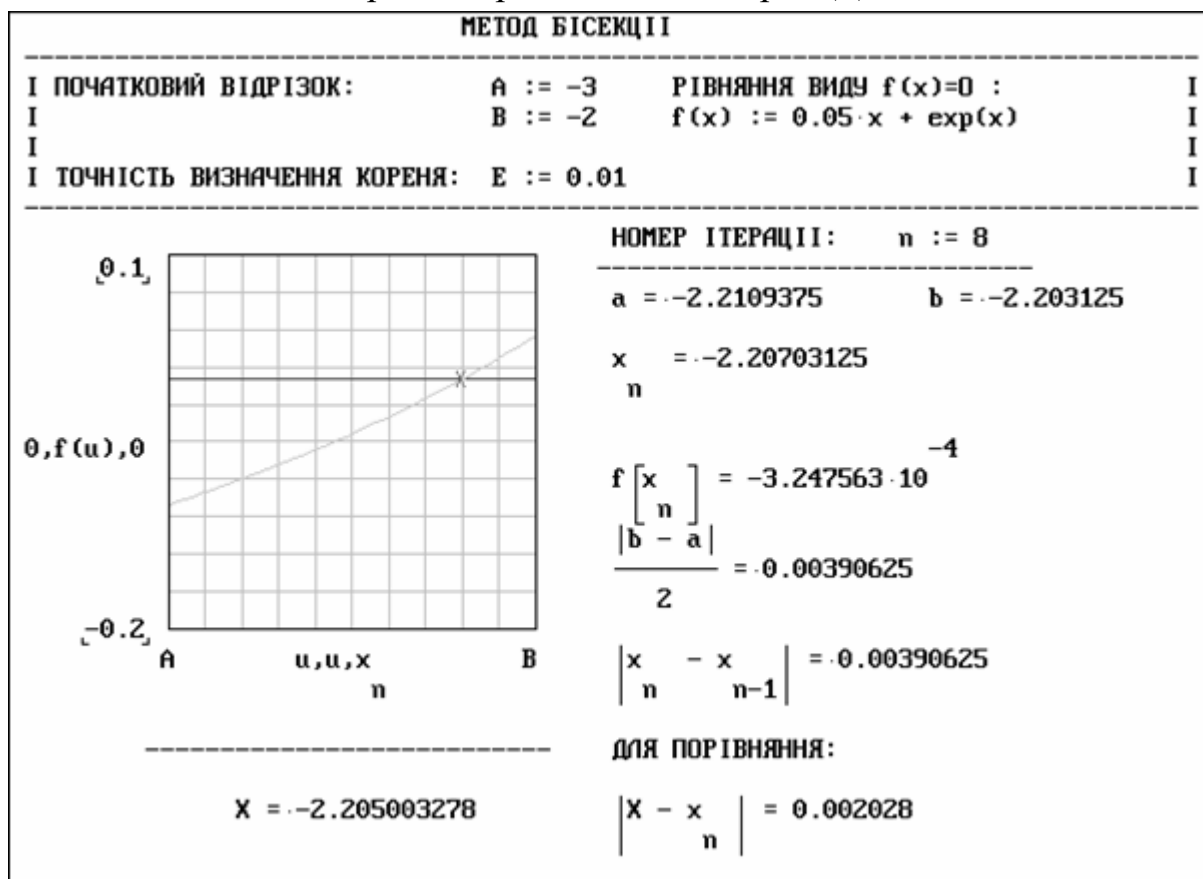 МЕТОД БІСЕКЦІІ
I ПОЧАТКОВИЙ ВІДРІЗОК: A := -3 РІВНЯННЯ ВИДУ f(x)=0 : I
I B := -2 f(x) := 0.05·x + exp(x) I
I I
I ТОЧНІСТЬ ВИЗНАЧЕННЯ КОРЕНЯ: E := 0.01 I
НОМЕР ІТЕРАЦІІ: n := 8
0.1
a = -2.2109375 b = -2.203125
x = -2.20703125
n
0,f(u),0
-4
f[x ] = -3.247563·10
n
|b - a|
= 0.00390625
2
-0.2
A u,u,x B
n
|x - x | = 0.00390625
n n-1
ДЛЯ ПОРІВНЯННЯ:
X = -2.205003278
|X - x | = 0.002028
n